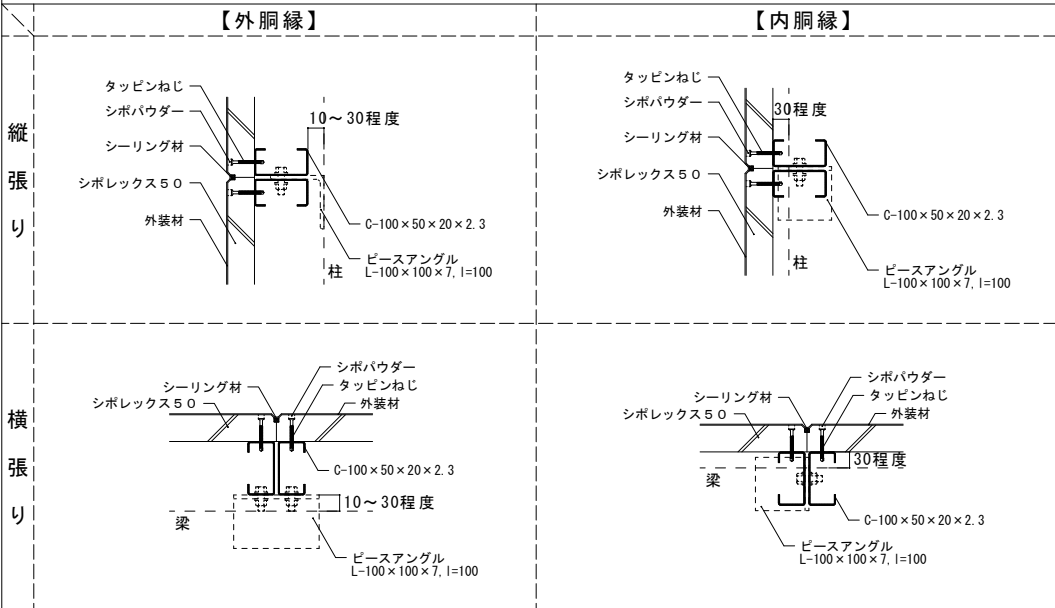 【外胴縁】
【内胴縁】
縦張り
タッピンねじ
シポパウダー
シーリング材
シポレックス５０
外装材
10～30程度
C-100×50×20×2.3
ピースアングル
L-100×100×7, l=100
柱
タッピンねじ
シポパウダー
シーリング材
シポレックス５０
外装材
30程度
C-100×50×20×2.3
ピースアングル
L-100×100×7, l=100
柱
横張り
シポパウダー
シーリング材
タッピンねじ
シポレックス５０
外装材
C-100×50×20×2.3
10～30程度
梁
ピースアングル
L-100×100×7, l=100
シポパウダー
シーリング材
タッピンねじ
シポレックス５０
外装材
30程度
梁
C-100×50×20×2.3
ピースアングル
L-100×100×7, l=100